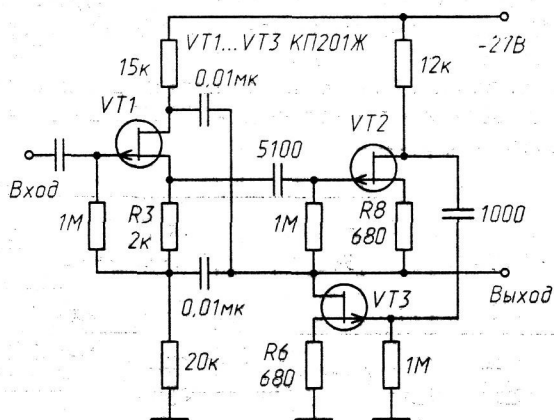 VT1...VT3 КП201Ж
-27В
15к
0,01мк
12к
VT1
VT2
5100
Вход
1М
R3
2к
1М
R8
680
1000
0,01мк
Выход
VT3
20к
R6
680
1М